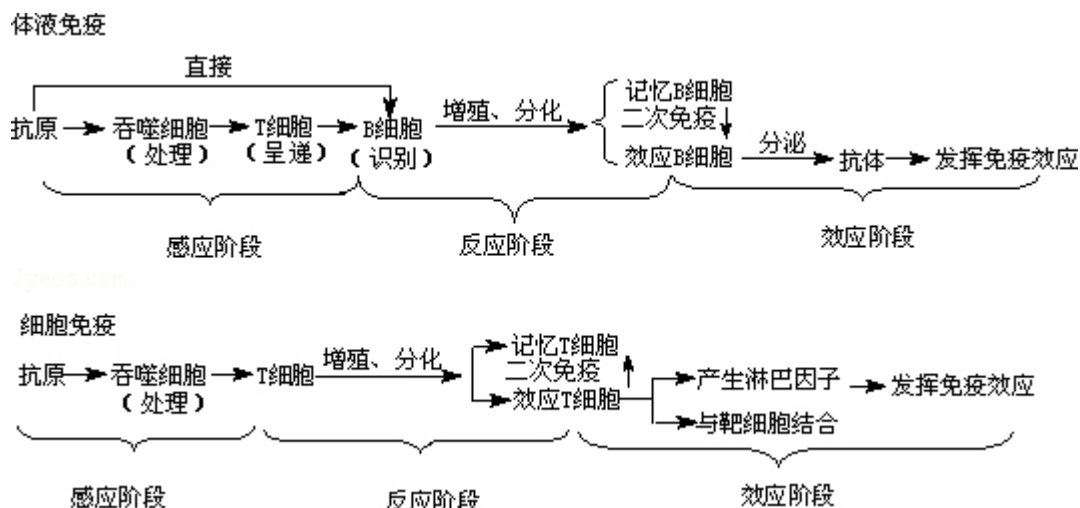 体液免疫
直接
抗原 吞噬细胞 T细胞 B细胞 增殖、分化 记忆B细胞
(处理) (呈递) (识别) 二次免疫
效应B细胞 分泌 抗体 发挥免疫效应
感应阶段 反应阶段 效应阶段
Jyeoo.com
细胞免疫
抗原 吞噬细胞 T细胞 增殖、分化 记忆T细胞
(处理) 二次免疫
效应T细胞 产生淋巴因子 发挥免疫效应
与靶细胞结合
感应阶段 反应阶段 效应阶段